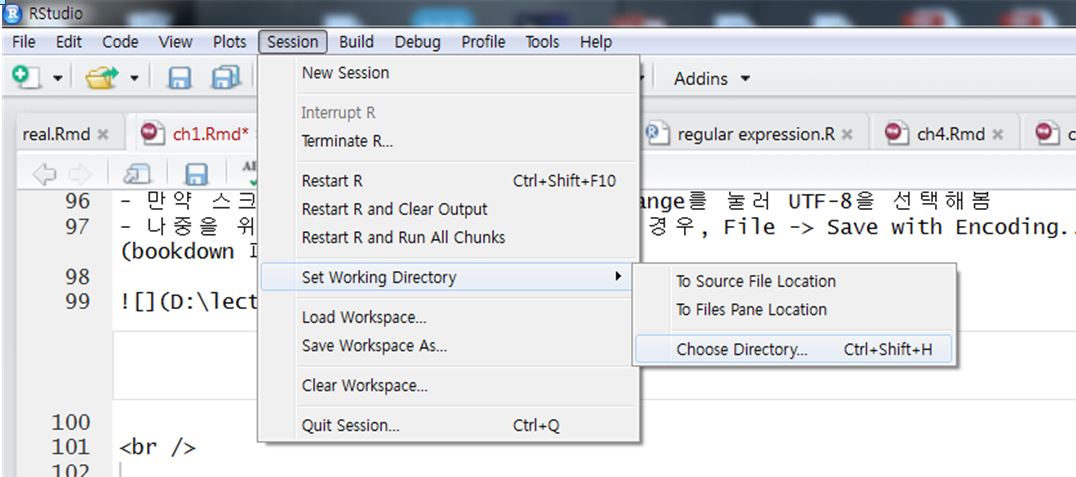 RStudio
File Edit Code View Plots Session Build Debug Profile Tools Help
Addins
real.Rmd ch1.Rmd* regular expression.R ch4.Rmd
New Session
Interrupt R
Terminate R...
Restart R Ctrl+Shift+F10
Restart R and Clear Output
Restart R and Run All Chunks
Set Working Directory
Load Workspace...
Save Workspace As...
Clear Workspace...
Quit Session... Ctrl+Q
To Source File Location
To Files Pane Location
Choose Directory... Ctrl+Shift+H
96 - 만약 스크 ange를 눌러 UTF-8을 선택해봄
97 - 나중을 위 경우, File -> Save with Encoding..
(bookdown
98
99 ![](D:\lect
100
101 <br />
102